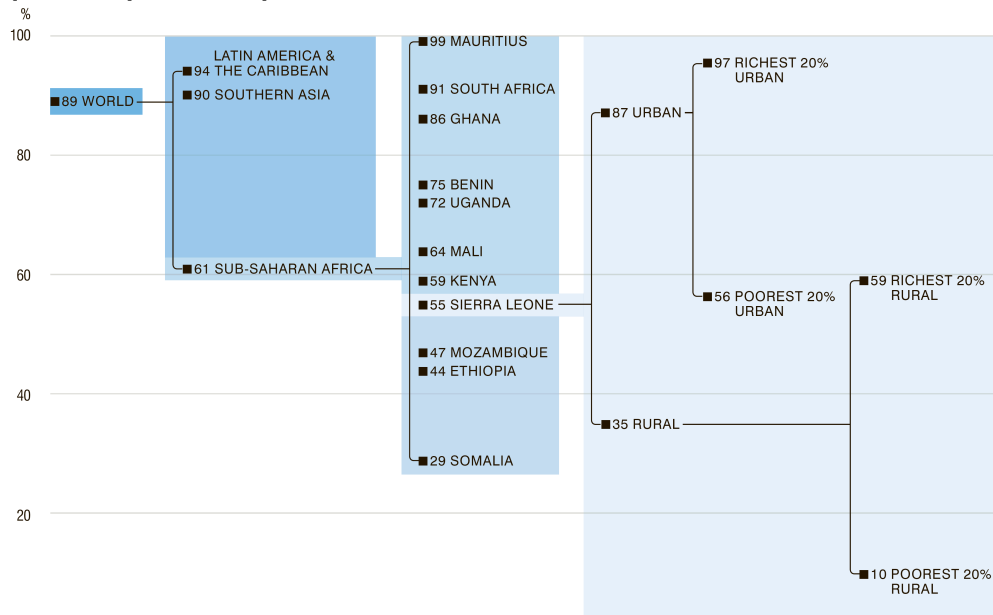 %
100
80
60
40
20
89 WORLD
LATIN AMERICA &
94 THE CARIBBEAN
90 SOUTHERN ASIA
61 SUB-SAHARAN AFRICA
99 MAURITIUS
91 SOUTH AFRICA
86 GHANA
75 BENIN
72 UGANDA
64 MALI
59 KENYA
55 SIERRA LEONE
47 MOZAMBIQUE
44 ETHIOPIA
29 SOMALIA
87 URBAN
35 RURAL
97 RICHEST 20%
URBAN
56 POOREST 20%
URBAN
59 RICHEST 20%
RURAL
10 POOREST 20%
RURAL